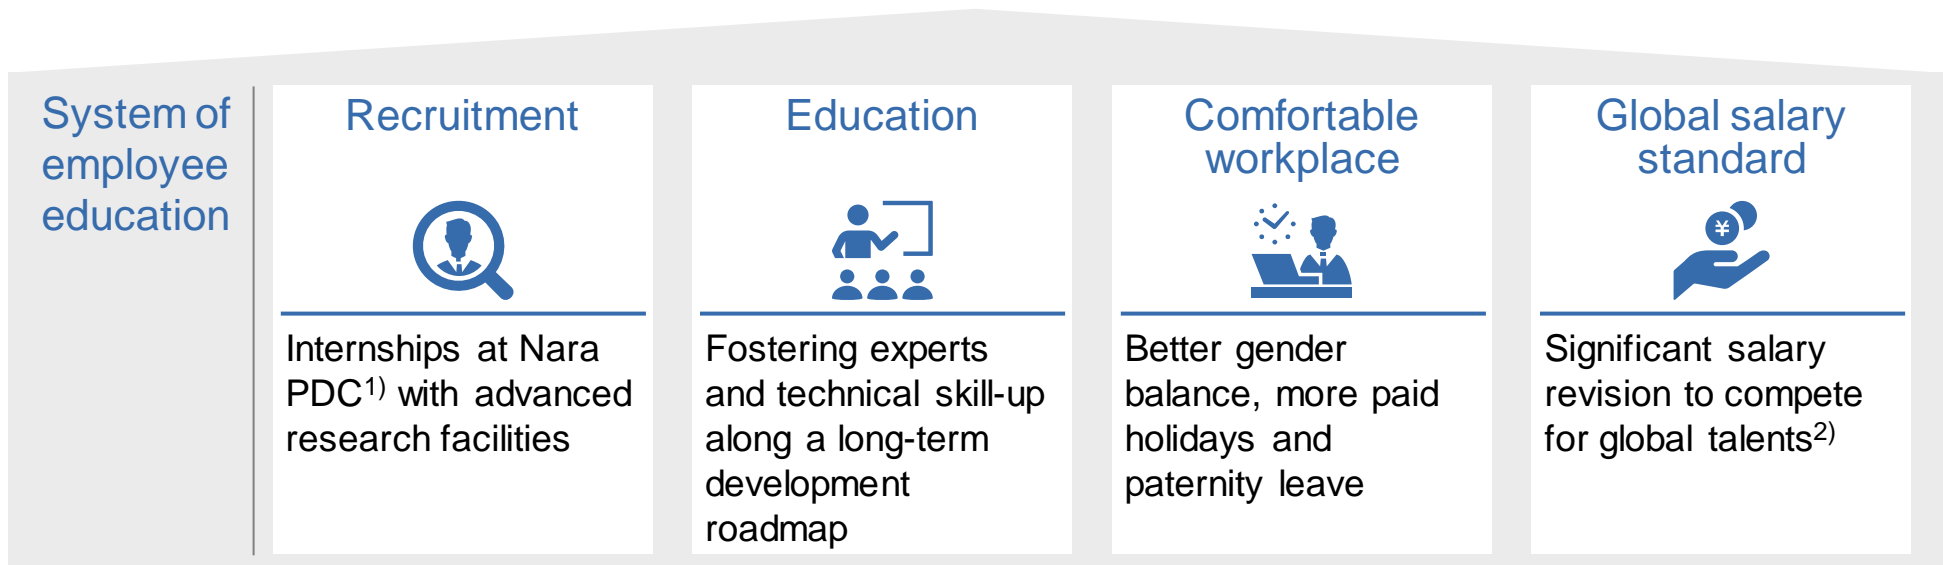 System of
employee
education
Recruitment
Internships at Nara
PDC1) with advanced
research facilities
Education
Fostering experts
and technical skill-up
along a long-term
development
roadmap
Comfortable
workplace
Better gender
balance, more paid
holidays and
paternity leave
Global salary
standard
¥
Significant salary
revision to compete
for global talents2)